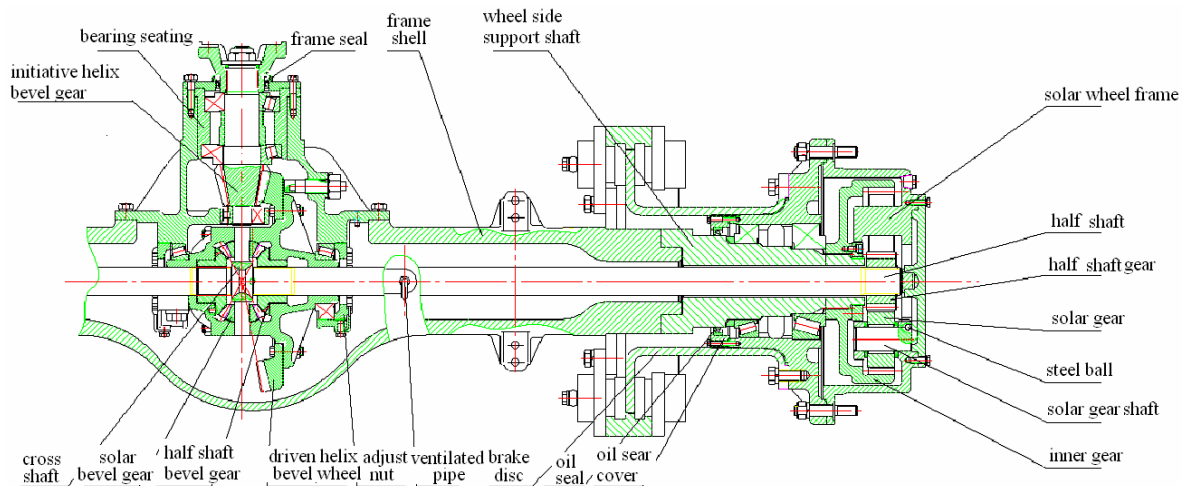 bearing seating
frame seal
frame
shell
wheel side
support shaft
initiative helix
bevel gear
solar wheel frame
half shaft
half shaft gear
solar gear
steel ball
solar gear shaft
inner gear
cross
shaft
solar
bevel gear
half shaft
bevel gear
driven helix
bevel wheel
adjust
nut
ventilated
pipe
brake
disc
oil
seal
oil sear
cover